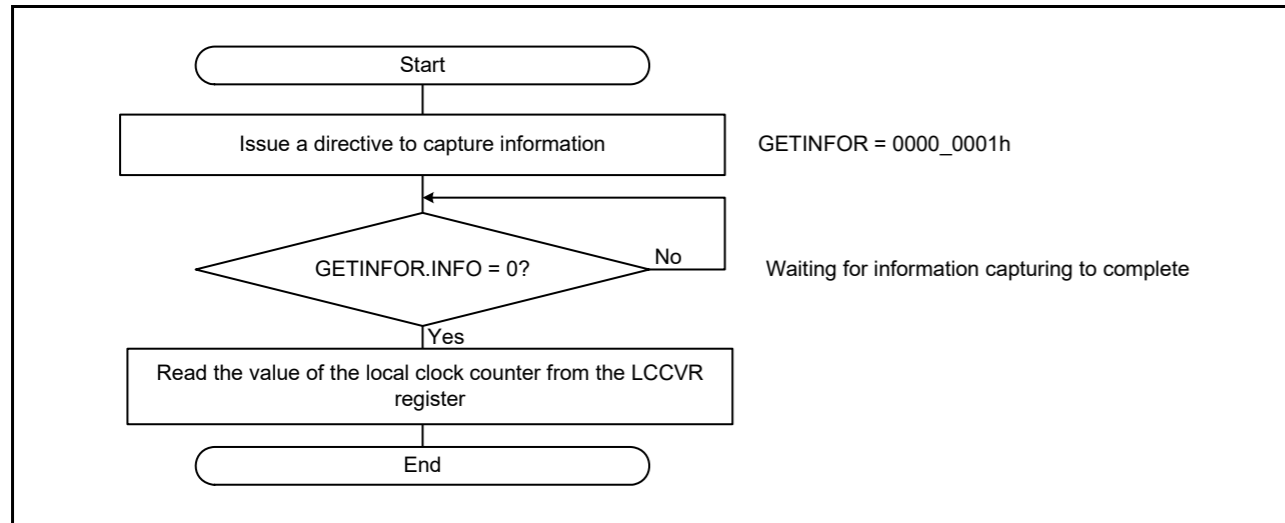 Start
Issue a directive to capture information
GETINFOR = 0000_0001h
GETINFOR.INFO = 0?
No
Waiting for information capturing to complete
Yes
Read the value of the local clock counter from the LCCVR
register
End